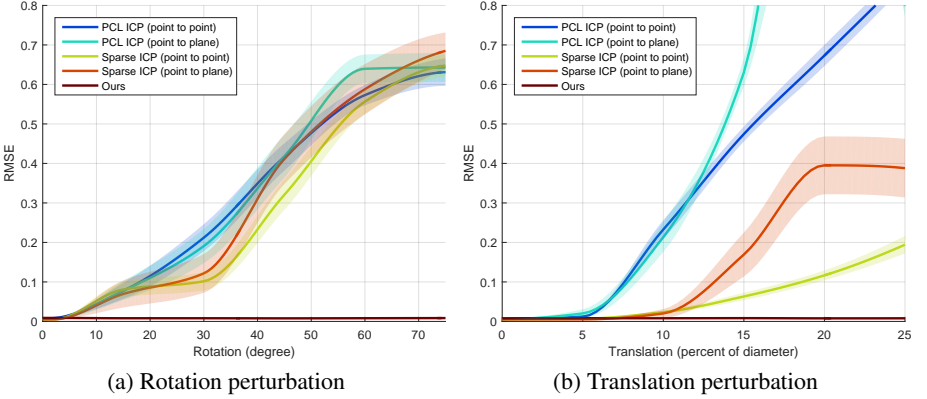 0.8
0.7
0.6
0.5
0.4
0.3
0.2
0.1
0
RMSE
PCL ICP (point to point)
PCL ICP (point to plane)
Sparse ICP (point to point)
Sparse ICP (point to plane)
Ours
0 10 20 30 40 50 60 70
Rotation (degree)
(a) Rotation perturbation
0.8
0.7
0.6
0.5
0.4
0.3
0.2
0.1
0
RMSE
PCL ICP (point to point)
PCL ICP (point to plane)
Sparse ICP (point to point)
Sparse ICP (point to plane)
Ours
0 5 10 15 20 25
Translation (percent of diameter)
(b) Translation perturbation